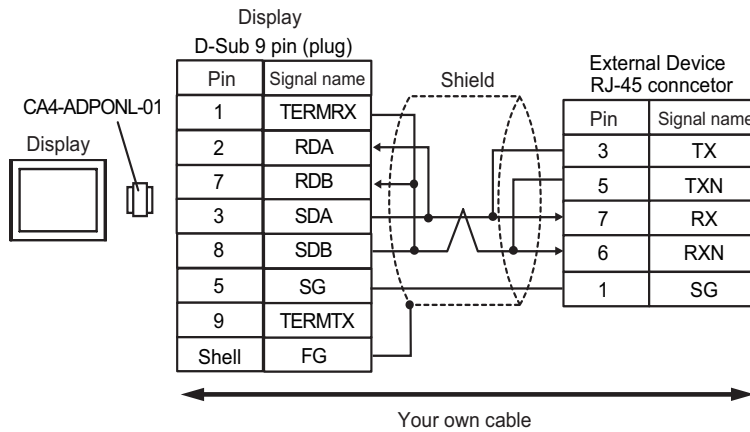 Display
D-Sub 9 pin (plug)
Pin Signal name
1 TERMRX
2 RDA
7 RDB
3 SDA
8 SDB
5 SG
9 TERMTX
Shell FG
CA4-ADPONL-01
Display
Shield
External Device
RJ-45 conncetor
Pin Signal name
3 TX
5 TXN
7 RX
6 RXN
1 SG
Your own cable